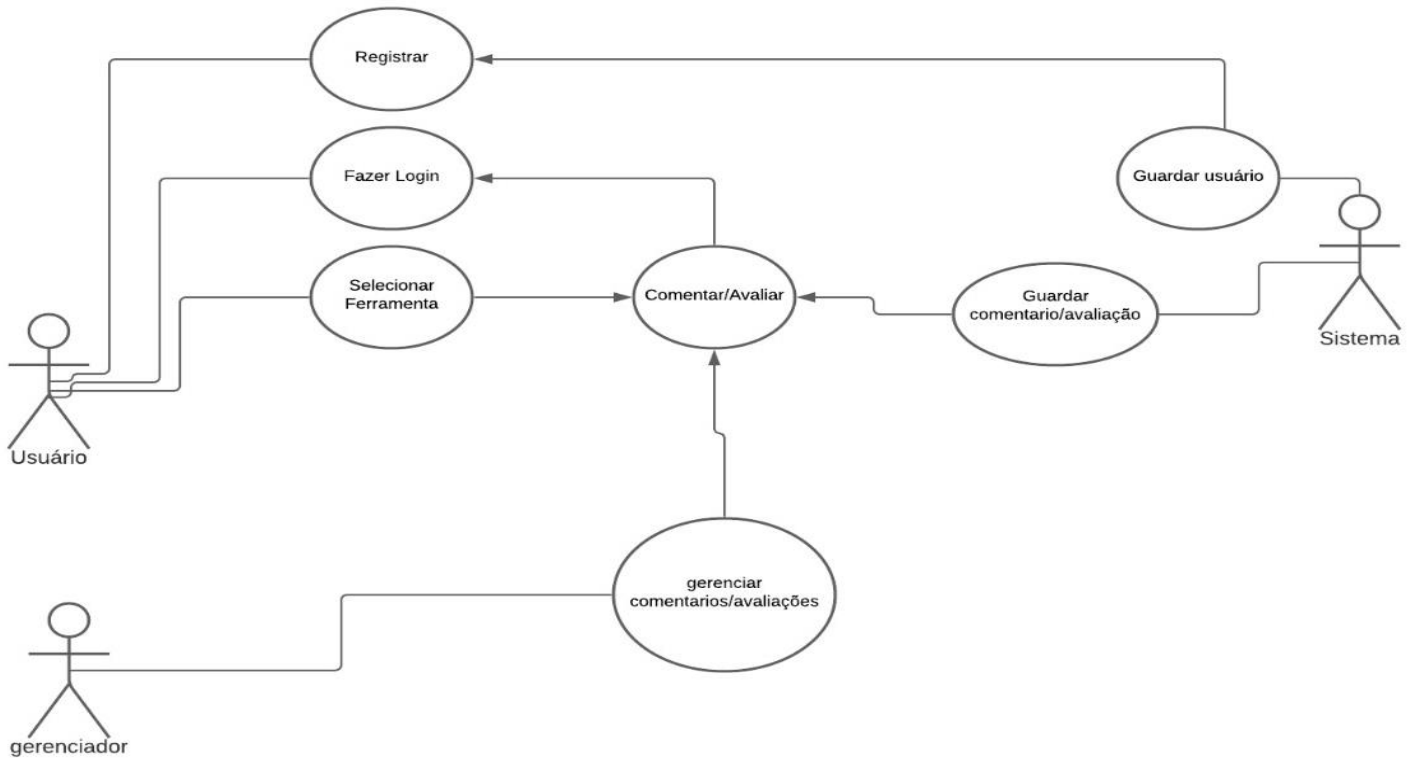 Registrar
Fazer Login
Guardar usuário
Selecionar
Ferramenta
Comentar/Avaliar
Guardar
comentario/avaliação
Sistema
Usuário
gerenciar
comentarios/avaliações
gerenciador